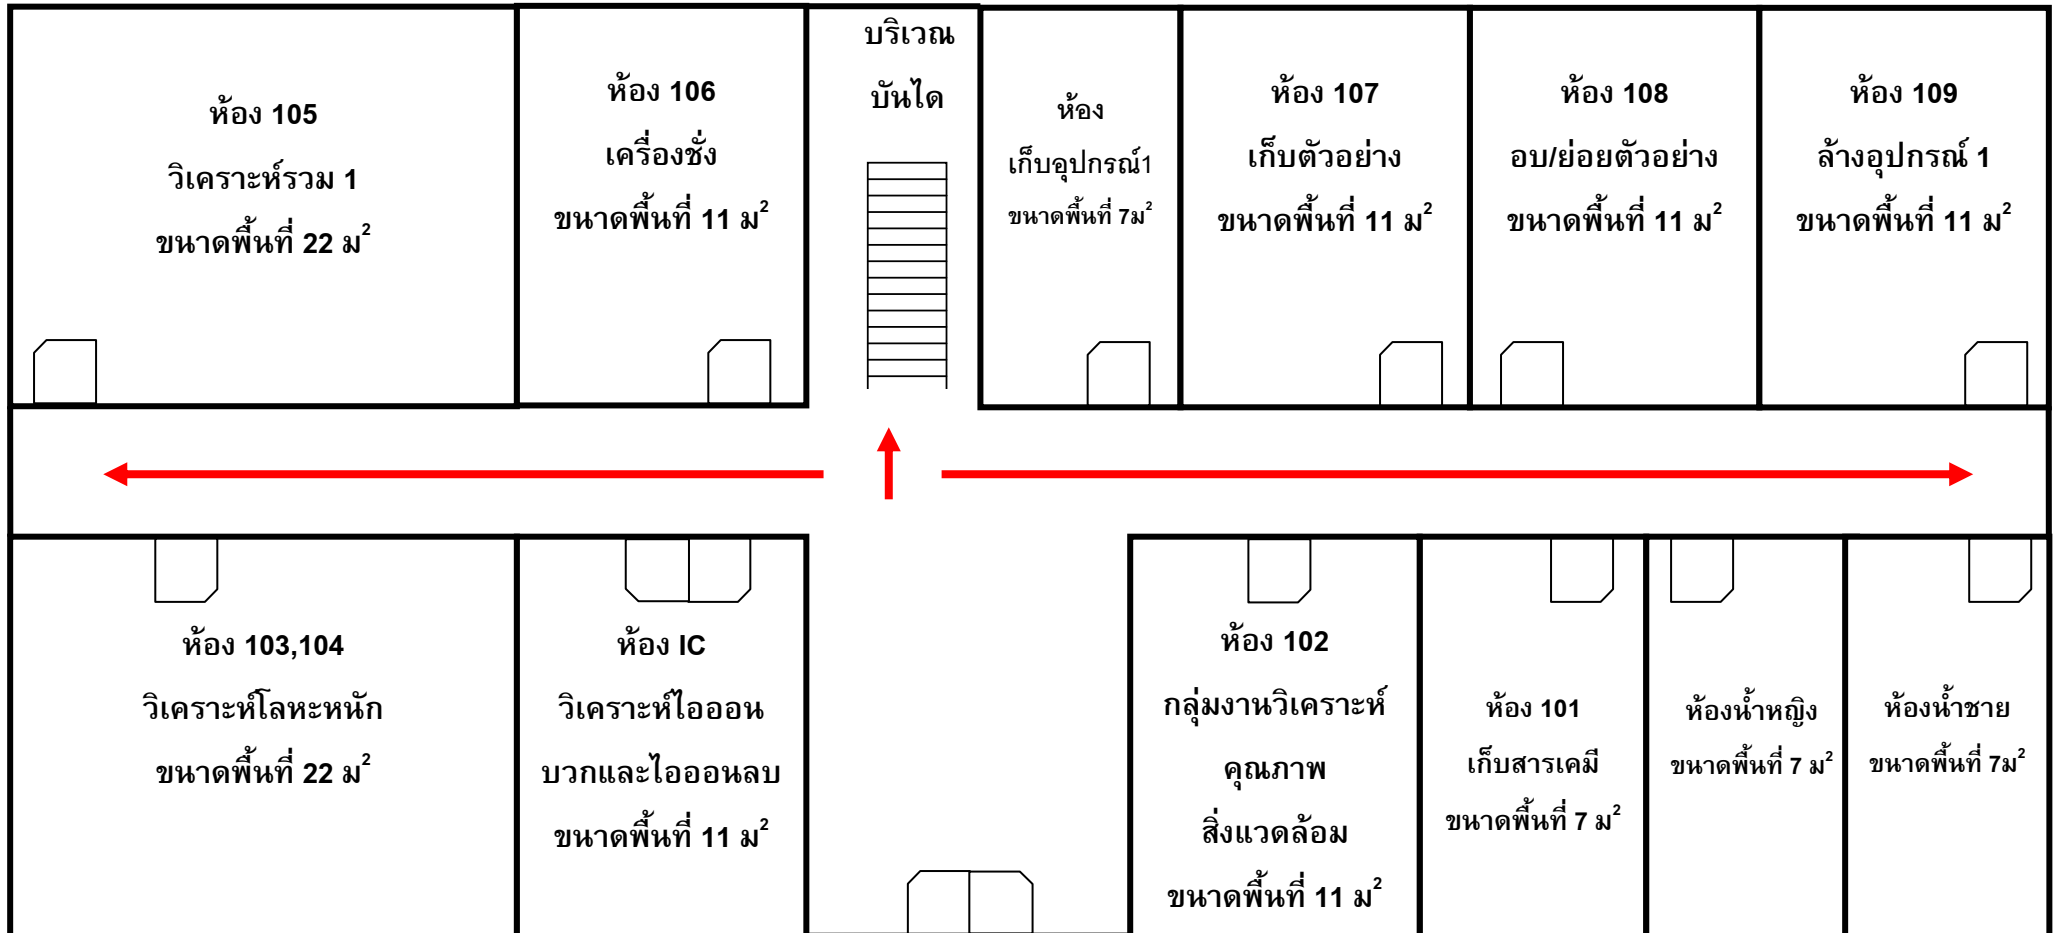 ห้อง 105
วิเคราะห์รวม 1
ขนาดพื้นที่ 22 ม²
ห้อง 106
เครื่องชั่ง
ขนาดพื้นที่ 11 ม²
บริเวณ
บันได
ห้อง
เก็บอุปกรณ์1
ขนาดพื้นที่ 7ม²
ห้อง 107
เก็บตัวอย่าง
ขนาดพื้นที่ 11 ม²
ห้อง 108
อบ/ย่อยตัวอย่าง
ขนาดพื้นที่ 11 ม²
ห้อง 109
ล้างอุปกรณ์ 1
ขนาดพื้นที่ 11 ม²
ห้อง 103,104
วิเคราะห์โลหะหนัก
ขนาดพื้นที่ 22 ม²
ห้อง IC
วิเคราะห์ไอออน
บวกและไอออนลบ
ขนาดพื้นที่ 11 ม²
ห้อง 102
กลุ่มงานวิเคราะห์
คุณภาพ
สิ่งแวดล้อม
ขนาดพื้นที่ 11 ม²
ห้อง 101
เก็บสารเคมี
ขนาดพื้นที่ 7 ม²
ห้องน้ำหญิง
ขนาดพื้นที่ 7 ม²
ห้องน้ำชาย
ขนาดพื้นที่ 7ม²